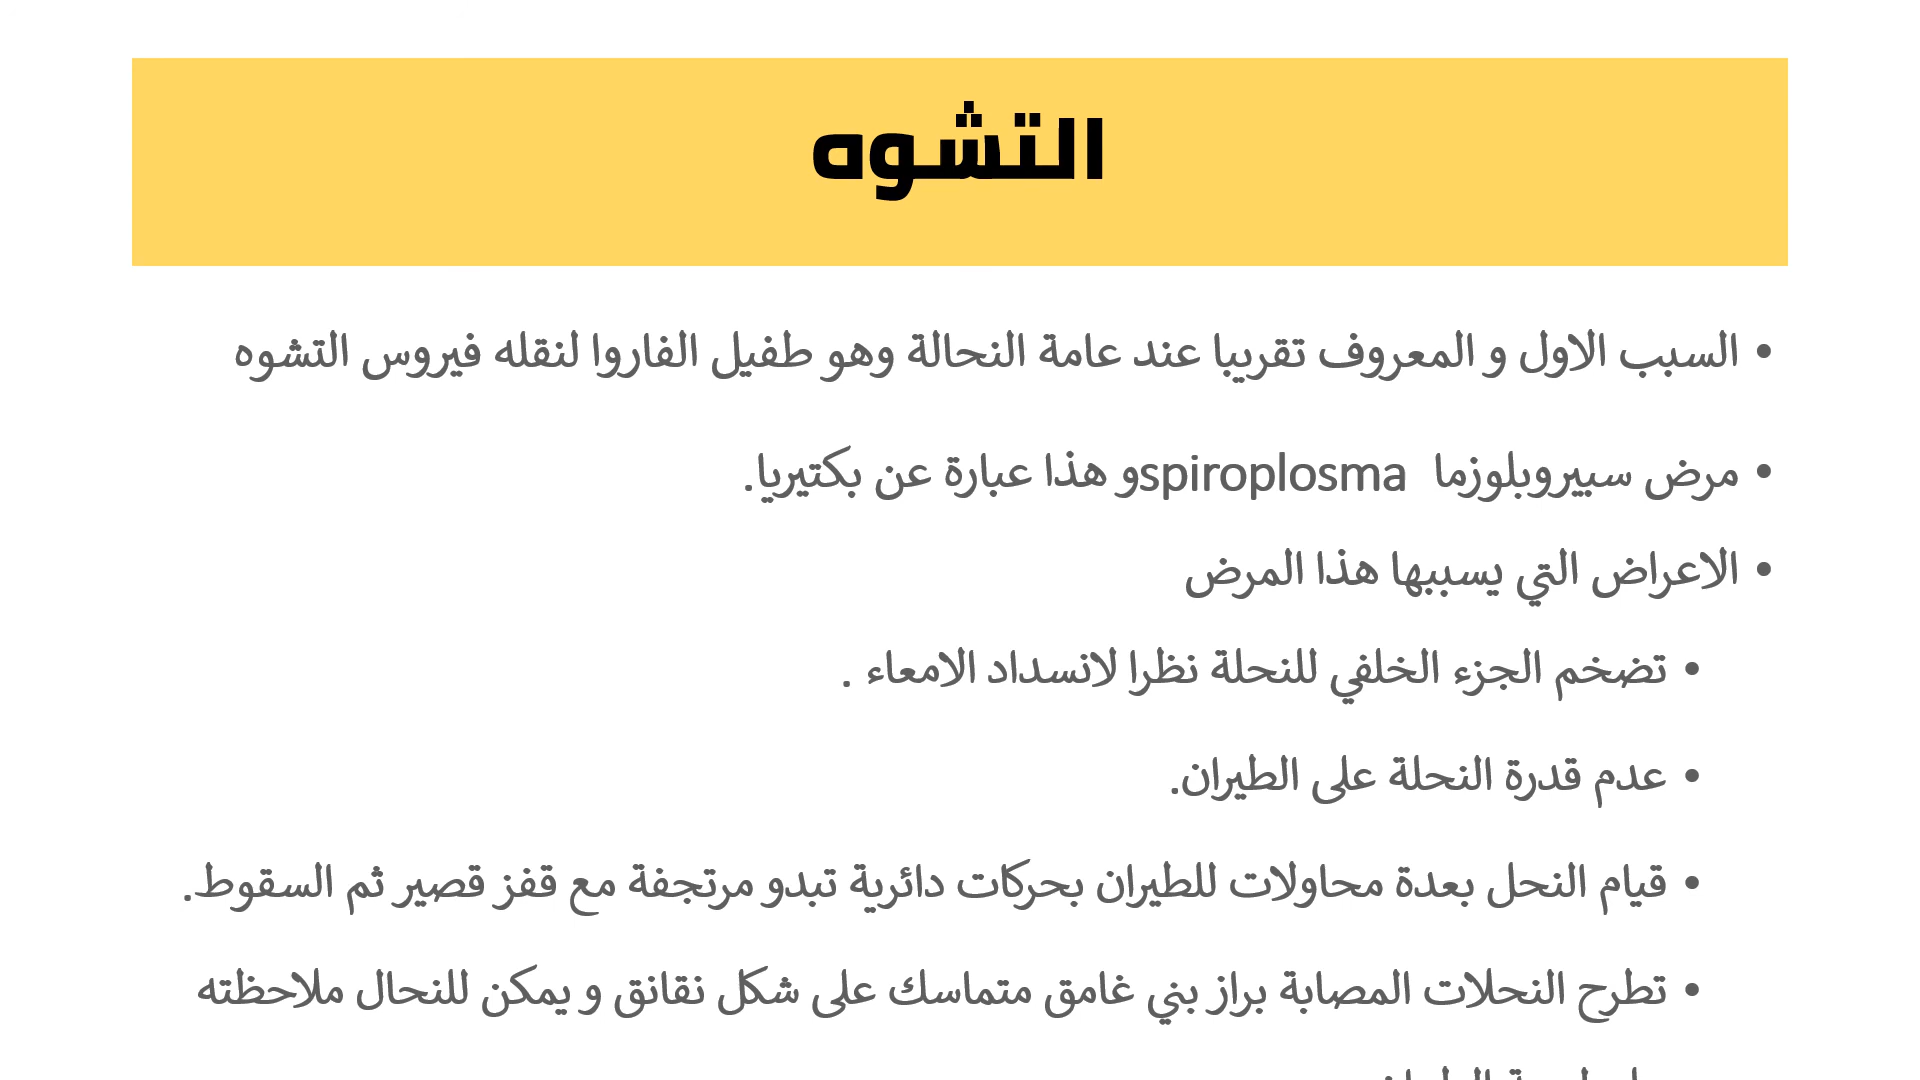 التشوه
• السبب الاول و المعروف تقريبا عند عامة النحالة وهو طفيل الفاروا لنقله فيروس التشوه
• مرض سبيروبلوزما spiroplosmaو هذا عبارة عن بكتيريا.
• الاعراض التي يسببها هذا المرض
• تضخم الجزء الخلفي للنحلة نظرا لانسداد الامعاء .
• عدم قدرة النحلة على الطيران.
• قيام النحل بعدة محاولات للطيران بحركات دائرية تبدو مرتجفة مع قفز قصير ثم السقوط.
• تطرح النحلات المصابة براز بني غامق متماسك على شكل نقانق و يمكن للنحال ملاحظته